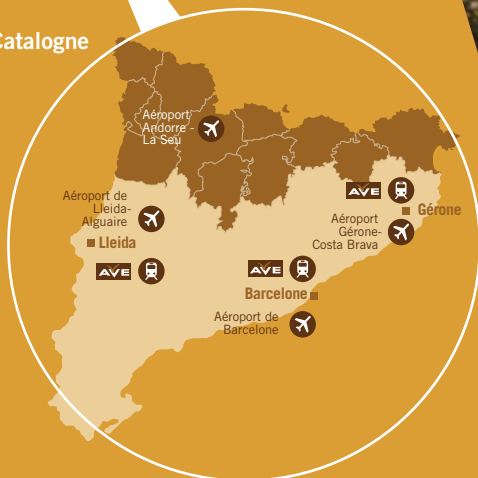 Catalogne
Aéroport
Andorre -
La Seu
Aéroport de
Lleida-
Alguaire
Lleida
AVE
AVE
Gérone
Aéroport
Gérone-
Costa Brava
AVE
Barcelone
Aéroport de
Barcelone